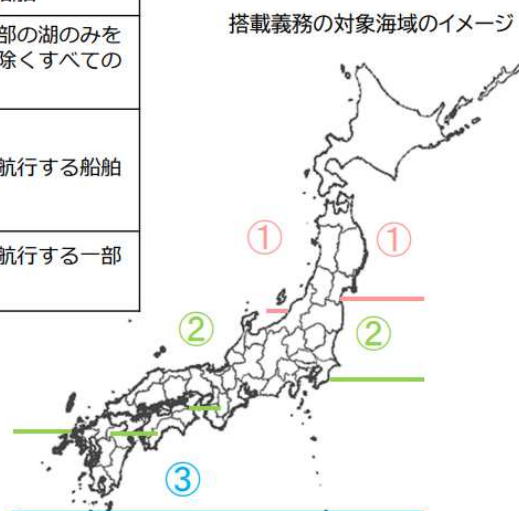 搭載義務の対象海域のイメージ
部の湖のみを
除くすべての
航行する船舶
航行する一部
①
①
②
②
③